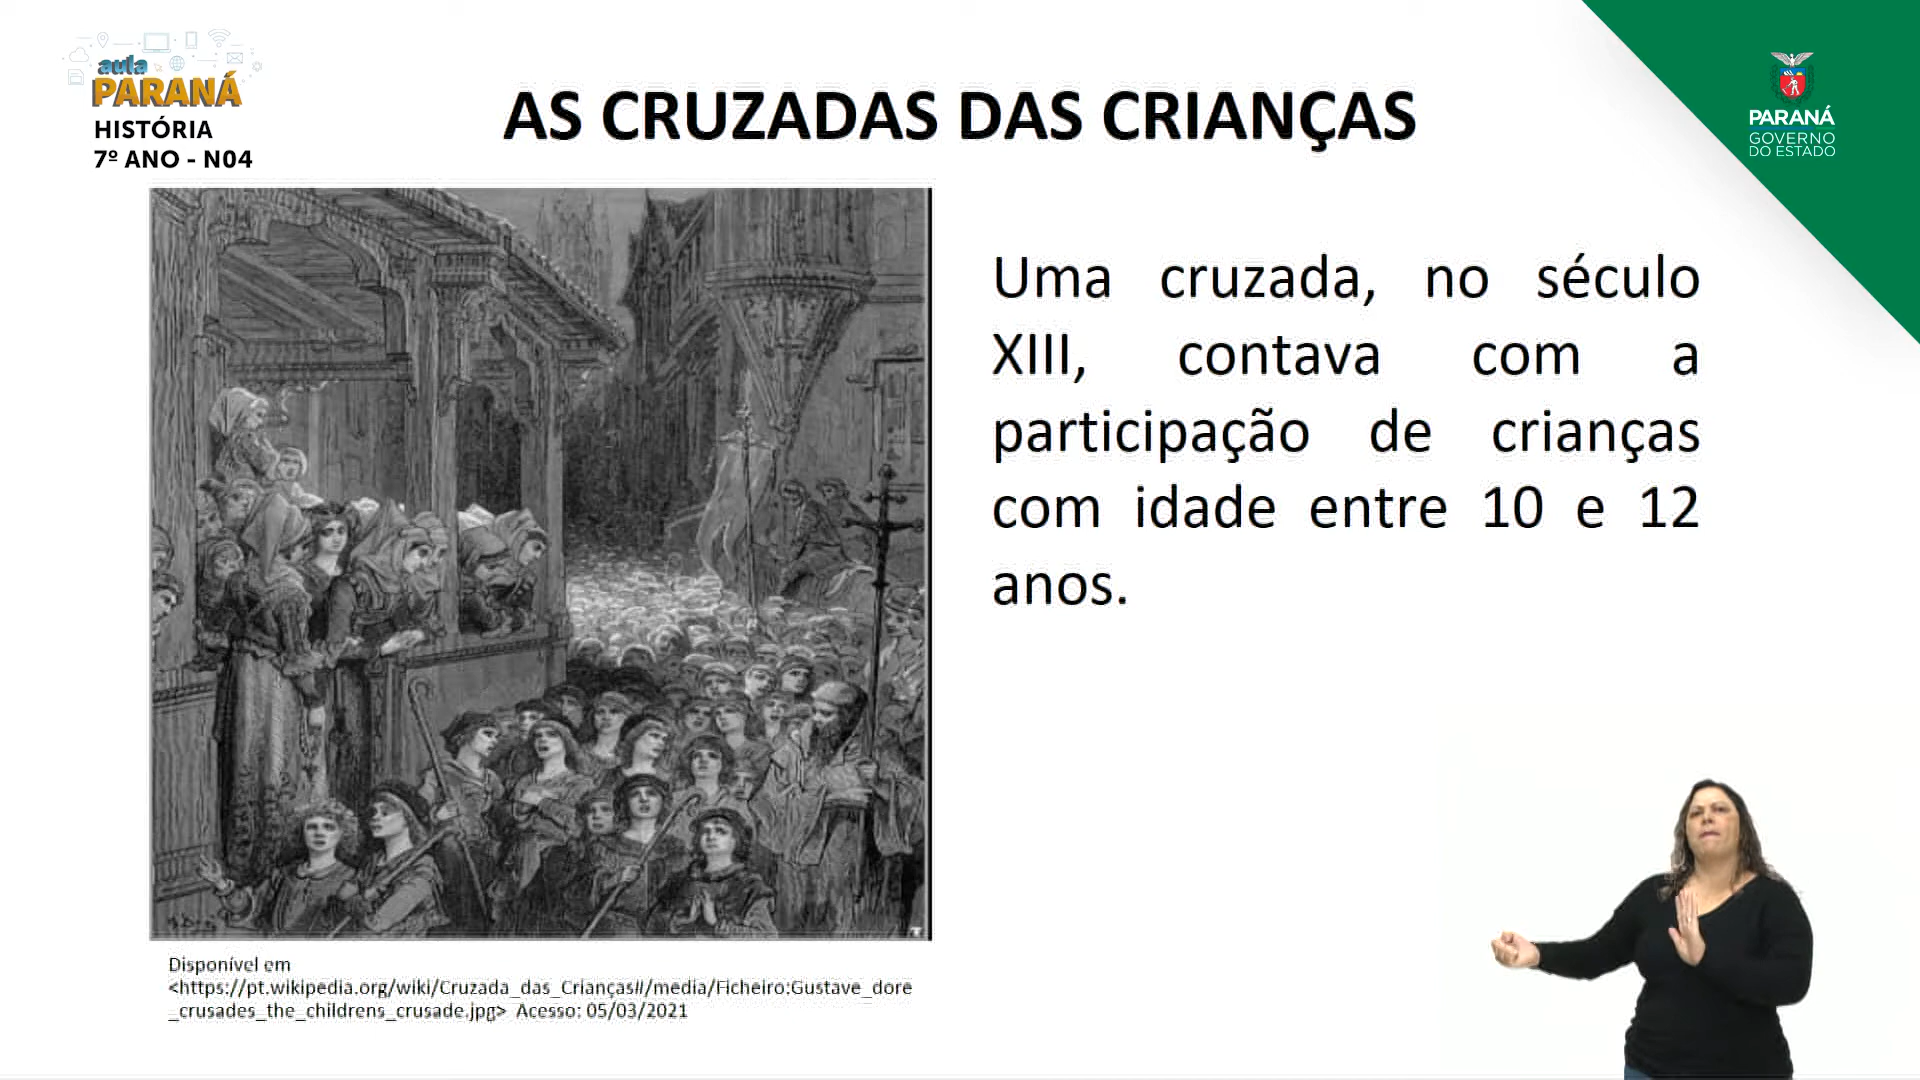 aula
PARANÁ
HISTÓRIA
7º ANO - N04
AS CRUZADAS DAS CRIANÇAS
PARANÁ
GOVERNO
DO ESTADO
Uma cruzada, no século
XIII, contava com a
participação de crianças
com idade entre 10 e 12
anos.
Disponível em
<https://pt.wikipedia.org/wiki/Cruzada_das_Crianças#/media/Ficheiro:Gustave_dore
_crusades_the_childrens_crusade.jpg> Acesso: 05/03/2021